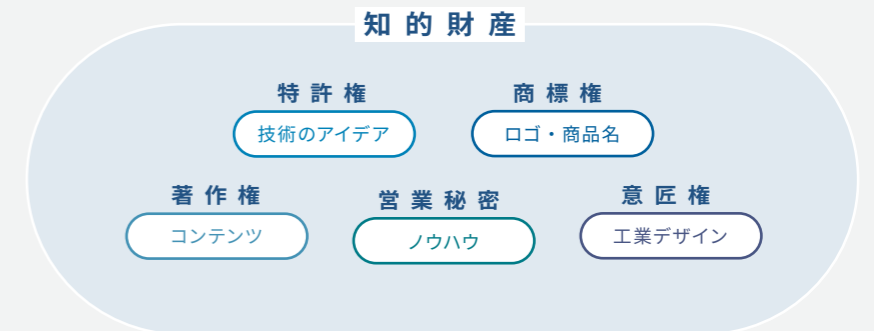 知的財産
特許権
技術のアイデア
商標権
ロゴ・商品名
著作権
コンテンツ
営業秘密
ノウハウ
意匠権
工業デザイン